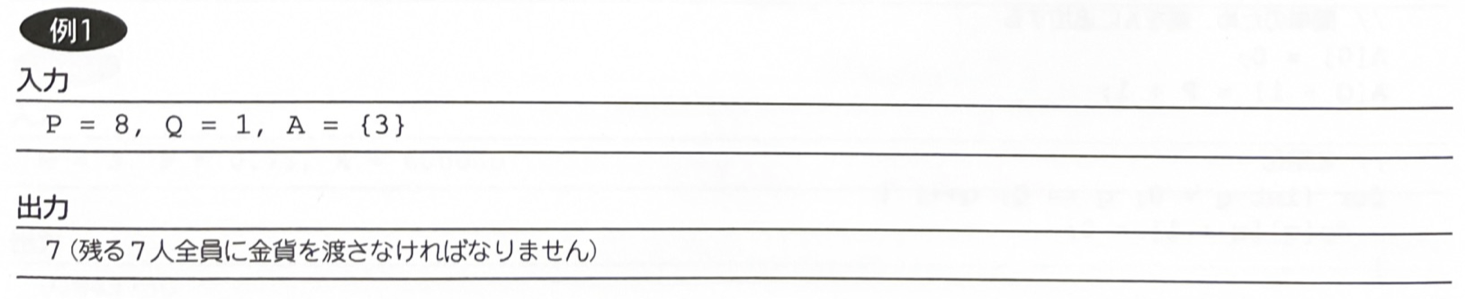 例1
入力
P = 8, Q = 1, A = {3}
出力
7（残る7人全員に金貨を渡さなければなりません）